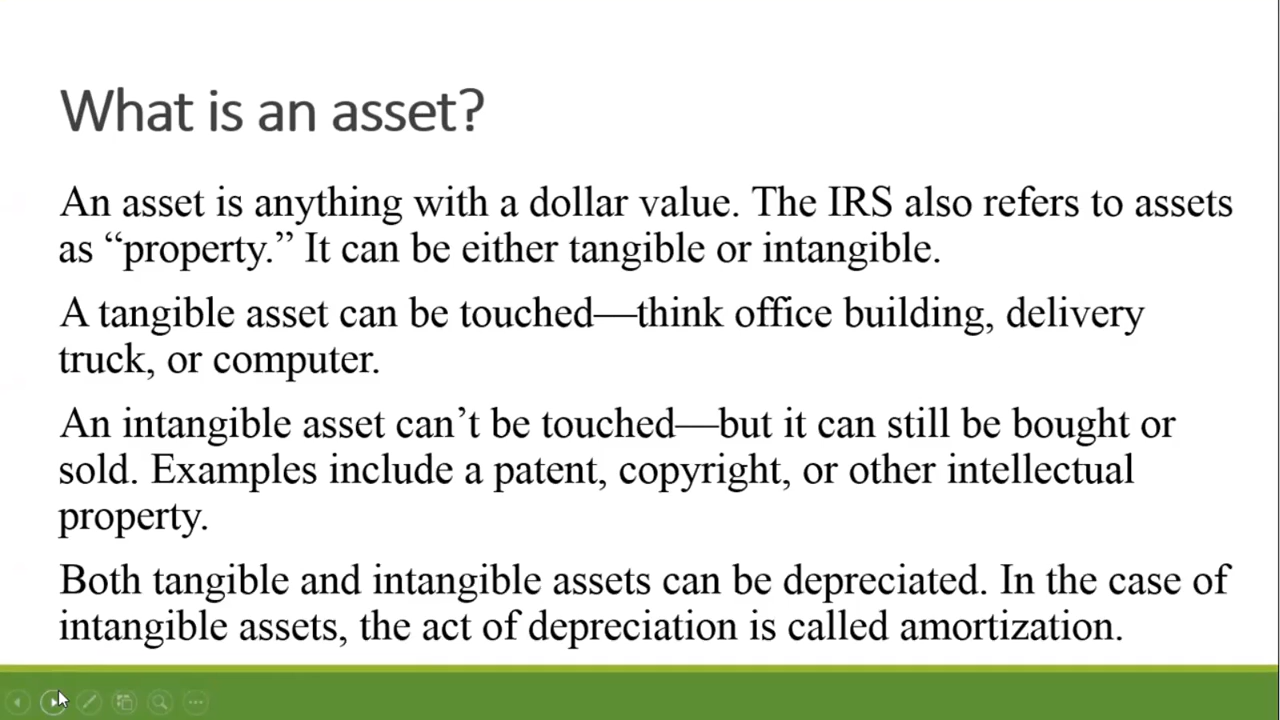 What is an asset?
An asset is anything with a dollar value. The IRS also refers to assets
as “property.” It can be either tangible or intangible.
A tangible asset can be touched—think office building, delivery
truck, or computer.
An intangible asset can’t be touched—but it can still be bought or
sold. Examples include a patent, copyright, or other intellectual
property.
Both tangible and intangible assets can be depreciated. In the case of
intangible assets, the act of depreciation is called amortization.